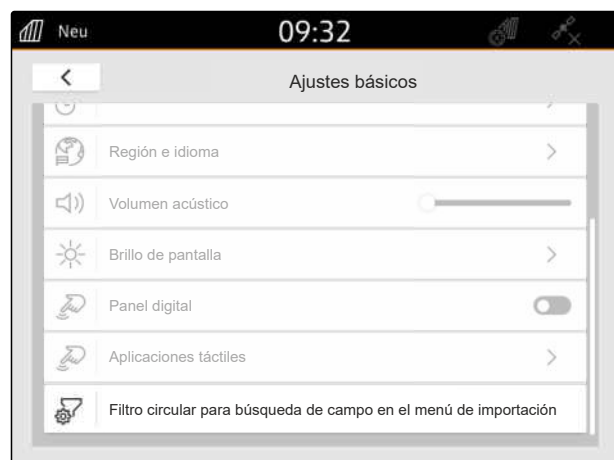 Neu
09:32
Ajustes básicos
Región e idioma
Volumen acústico
Brillo de pantalla
Panel digital
Aplicaciones táctiles
Filtro circular para búsqueda de campo en el menú de importación